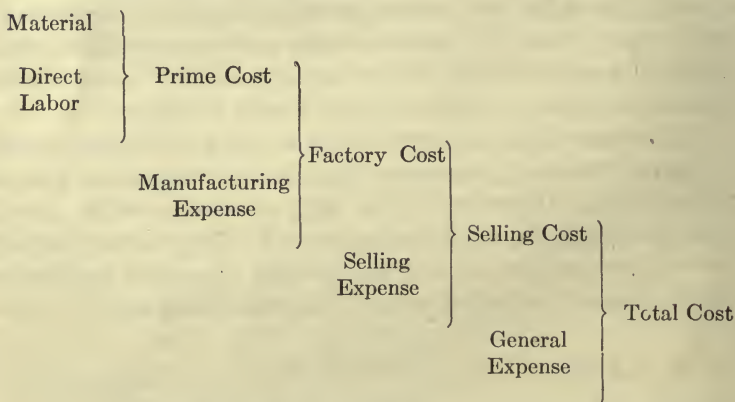 Material
Direct
Labor
Prime Cost
Manufacturing
Expense
Factory Cost
Selling
Expense
Selling Cost
General
Expense
Total Cost